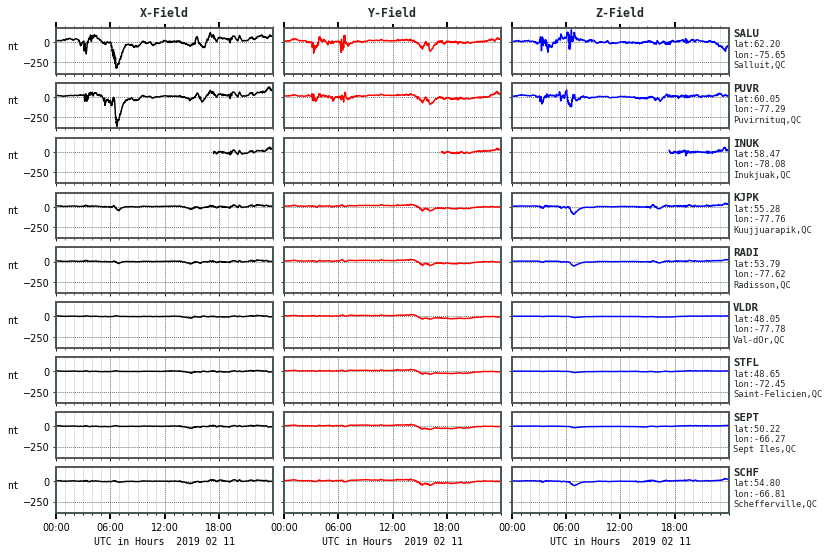 X-Field Y-Field Z-Field
nt 0 −250
SALU
lat:62.20
lon:-75.65
Salluit,QC
nt 0 −250
PUVR
lat:60.05
lon:-77.29
Puvirnituq,QC
nt 0 −250
INUK
lat:58.47
lon:-78.08
Inukjuak,QC
nt 0 −250
KJPK
lat:55.28
lon:-77.76
Kuujjuarapik,QC
nt 0 −250
RADI
lat:53.79
lon:-77.62
Radisson,QC
nt 0 −250
VLDR
lat:48.05
lon:-77.78
Val-dOr,QC
nt 0 −250
STFL
lat:48.65
lon:-72.45
Saint-Felicien,QC
nt 0 −250
SEPT
lat:50.22
lon:-66.27
Sept Iles,QC
nt 0 −250
SCHF
lat:54.80
lon:-66.81
Schefferville,QC
00:00 06:00 12:00 18:00 00:00 06:00 12:00 18:00 00:00 06:00 12:00 18:00
UTC in Hours 2019 02 11 UTC in Hours 2019 02 11 UTC in Hours 2019 02 11